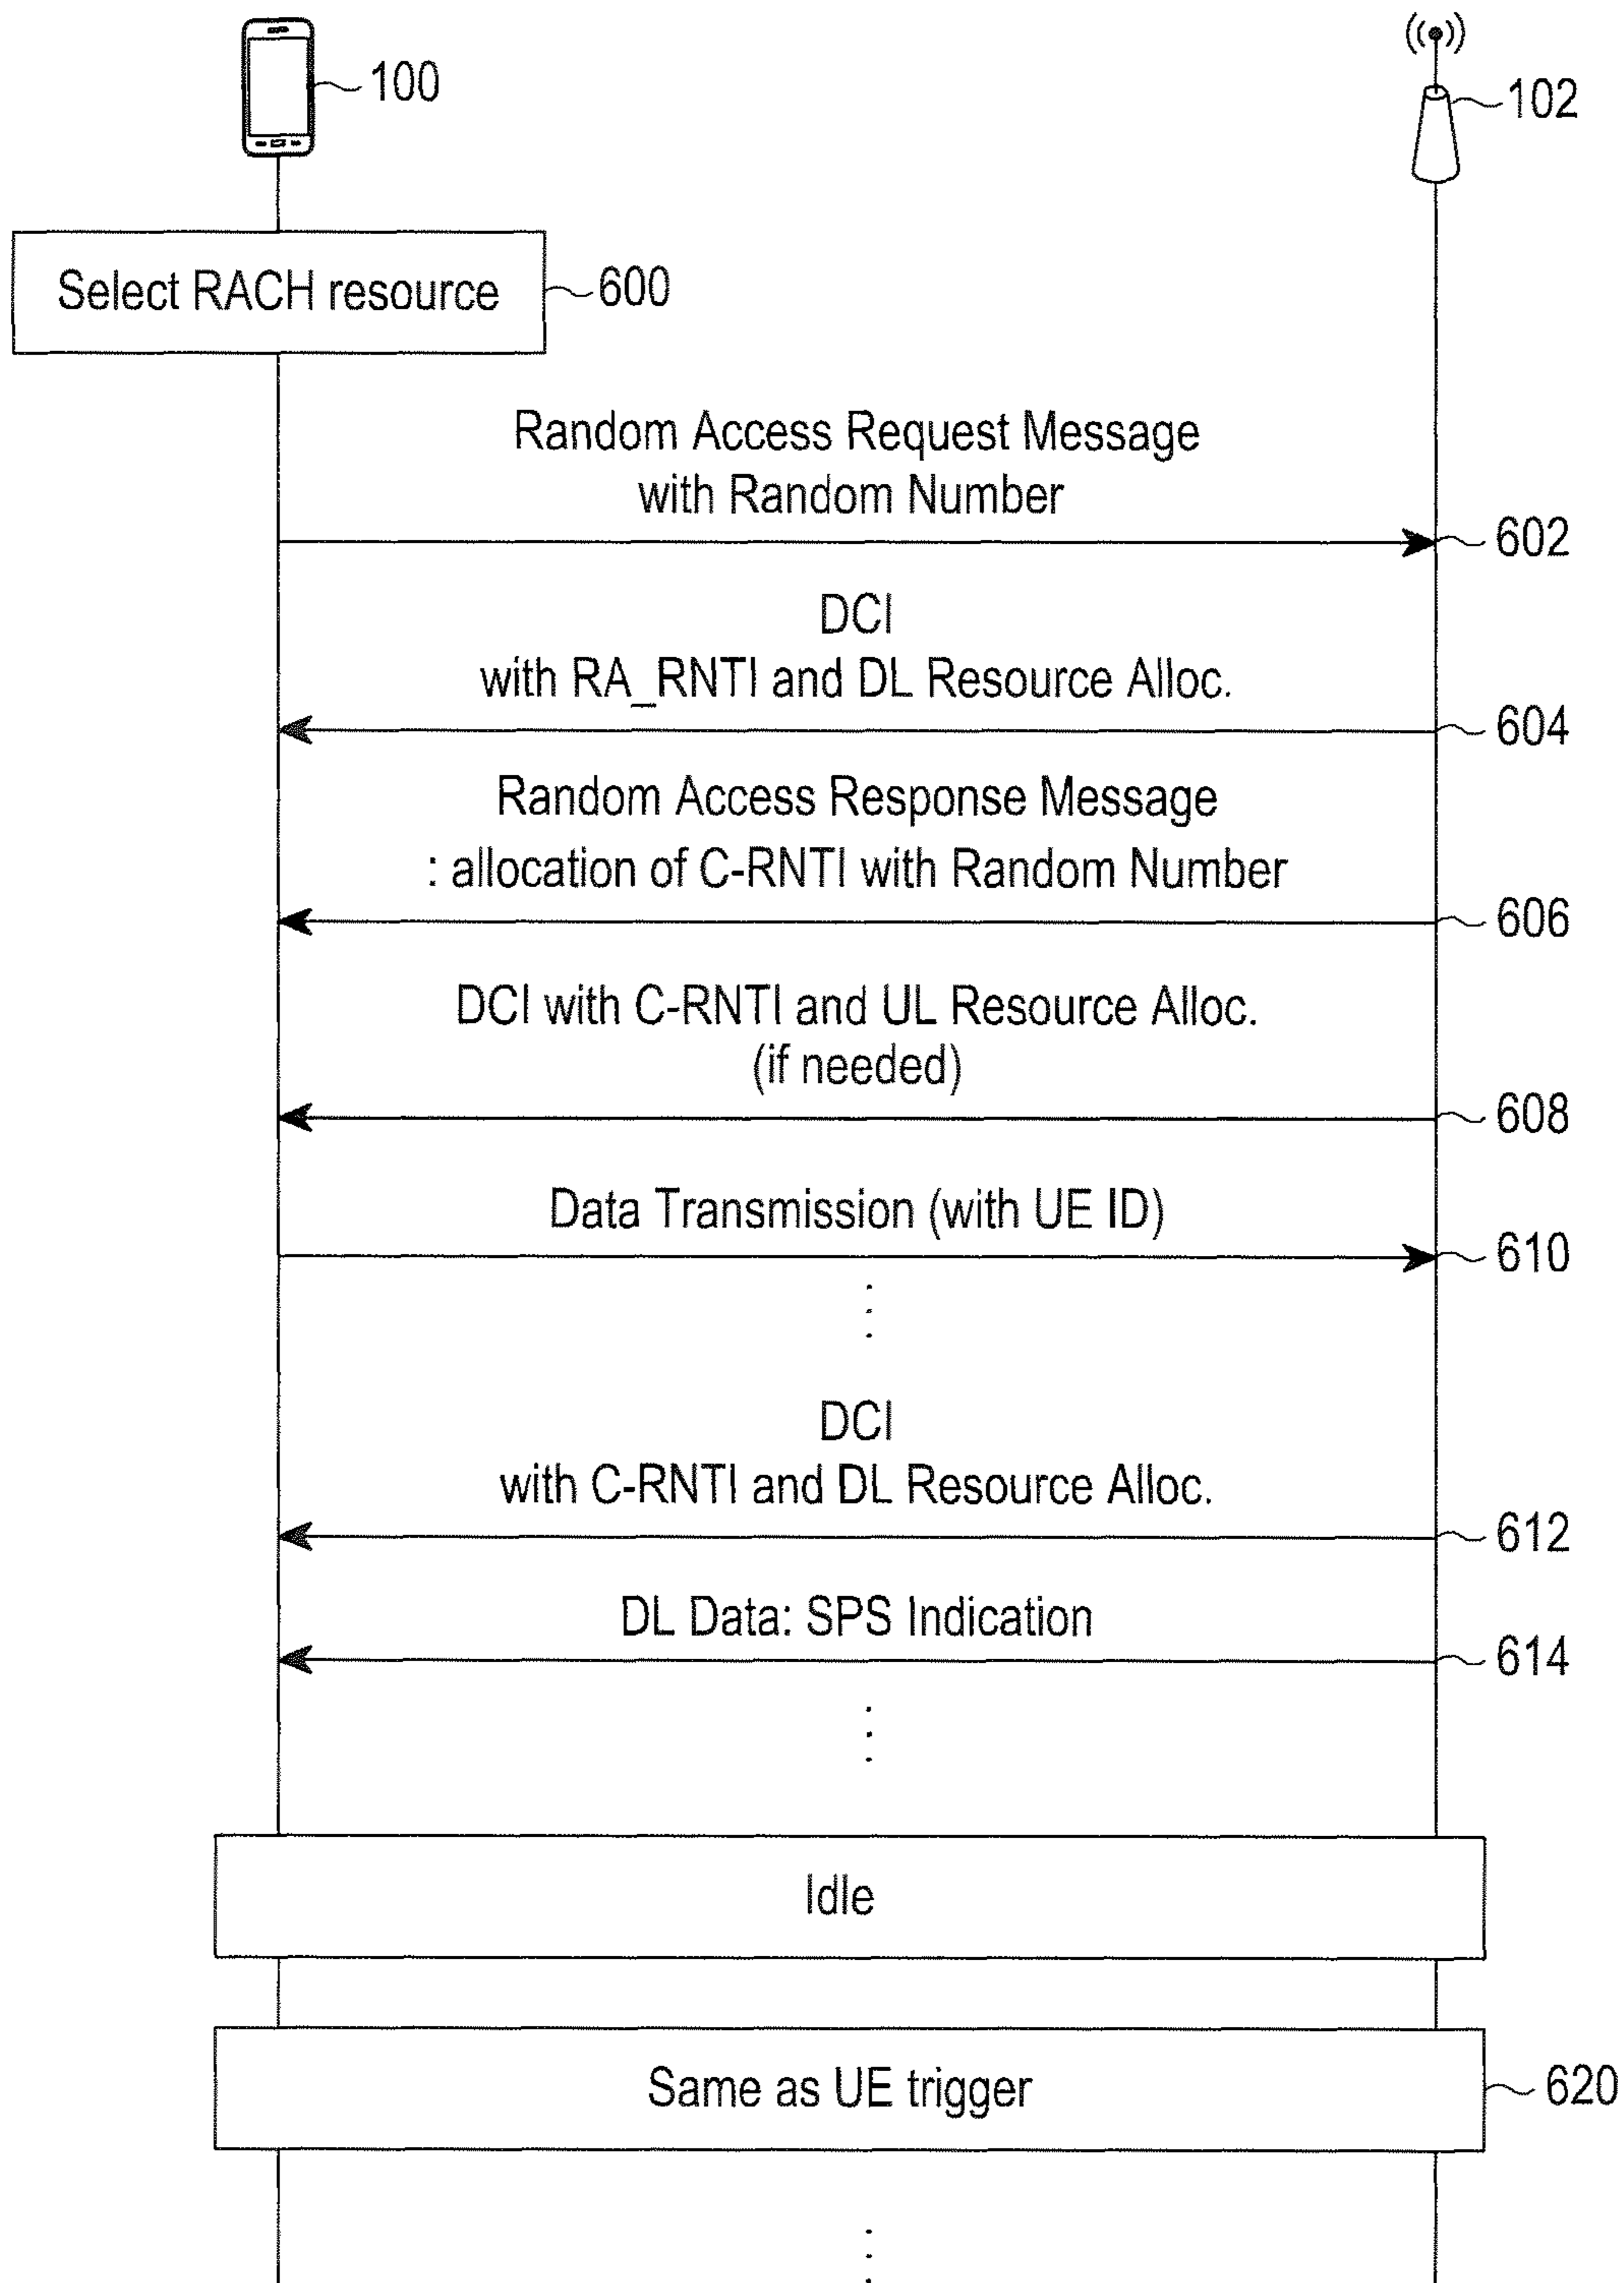 100
102
Select RACH resource
600
Random Access Request Message
with Random Number
602
DCI
with RA_RNTI and DL Resource Alloc.
604
Random Access Response Message
: allocation of C-RNTI with Random Number
606
DCI with C-RNTI and UL Resource Alloc.
(if needed)
608
Data Transmission (with UE ID)
610
DCI
with C-RNTI and DL Resource Alloc.
612
DL Data: SPS Indication
614
Idle
Same as UE trigger
620